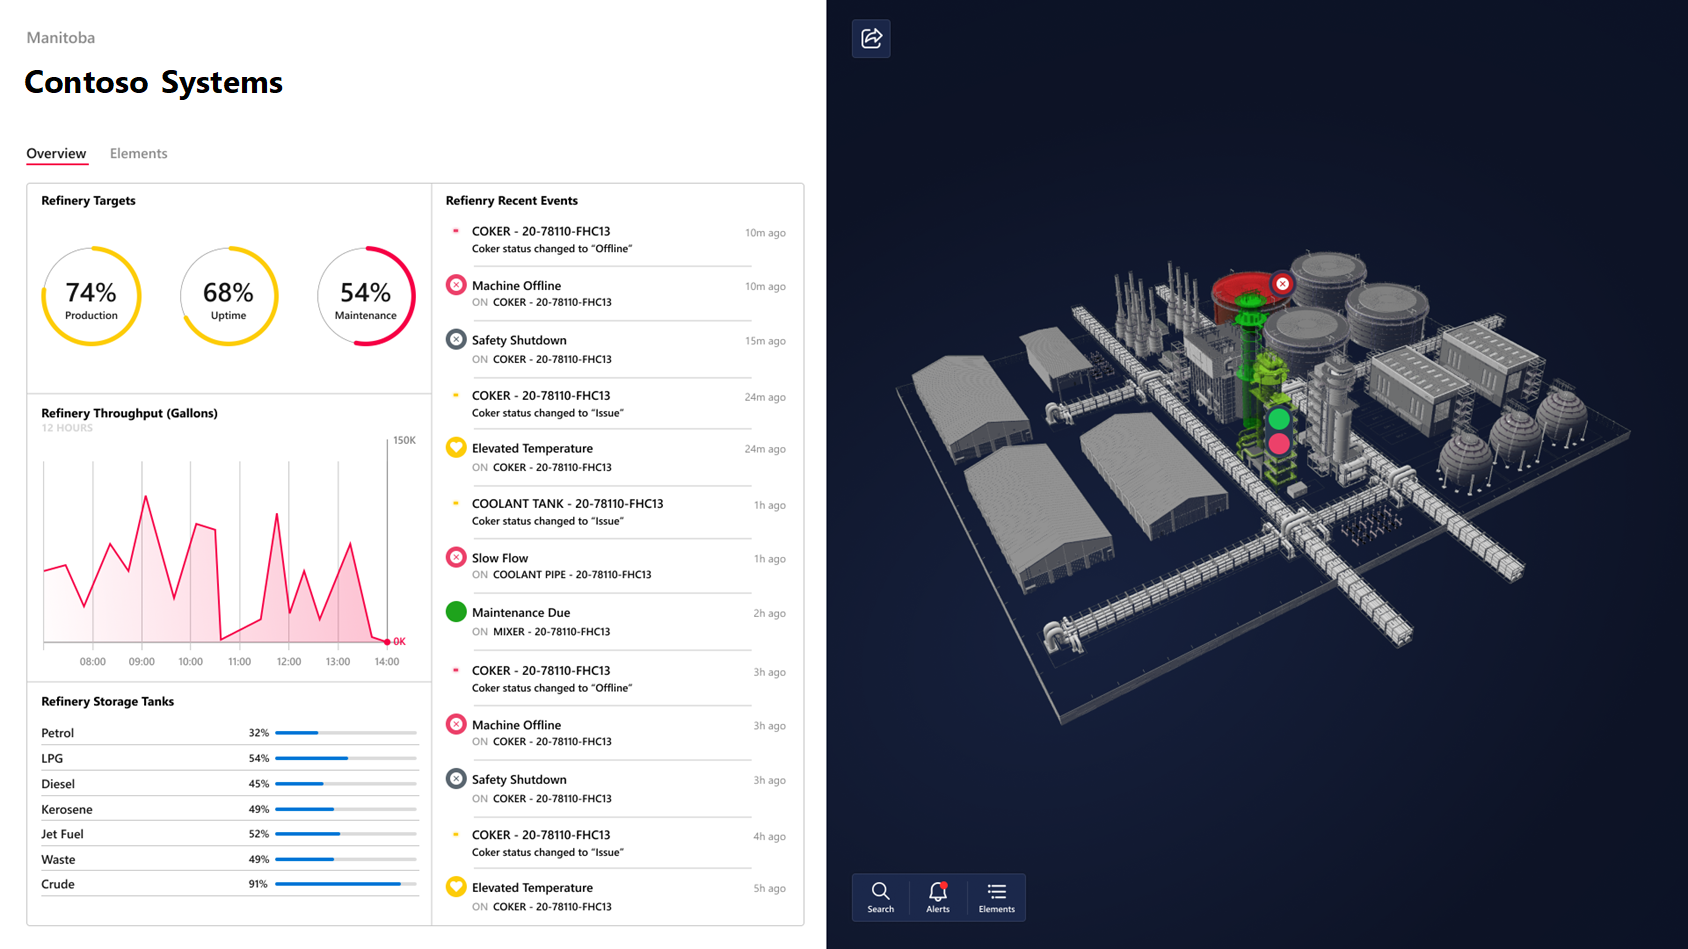 Manitoba
Contoso Systems
Overview Elements
Refinery Targets
74%
Production
68%
Uptime
54%
Maintenance
Refinery Throughput (Gallons)
12 HOURS
150K
0K
08:00 09:00 10:00 11:00 12:00 13:00 14:00
Refinery Storage Tanks
Petrol 32%
LPG 54%
Diesel 45%
Kerosene 49%
Jet Fuel 52%
Waste 49%
Crude 91%
Refienry Recent Events
COKER - 20-78110-FHC13 10m ago
Coker status changed to “Offline”
Machine Offline 10m ago
ON COKER - 20-78110-FHC13
Safety Shutdown 15m ago
ON COKER - 20-78110-FHC13
COKER - 20-78110-FHC13 24m ago
Coker status changed to “Issue”
Elevated Temperature 24m ago
ON COKER - 20-78110-FHC13
COOLANT TANK - 20-78110-FHC13 1h ago
Coker status changed to “Issue”
Slow Flow 1h ago
ON COOLANT PIPE - 20-78110-FHC13
Maintenance Due 2h ago
ON MIXER - 20-78110-FHC13
COKER - 20-78110-FHC13 3h ago
Coker status changed to “Offline”
Machine Offline 3h ago
ON COKER - 20-78110-FHC13
Safety Shutdown 3h ago
ON COKER - 20-78110-FHC13
COKER - 20-78110-FHC13 4h ago
Coker status changed to “Issue”
Elevated Temperature 5h ago
ON COKER - 20-78110-FHC13
Search Alerts Elements